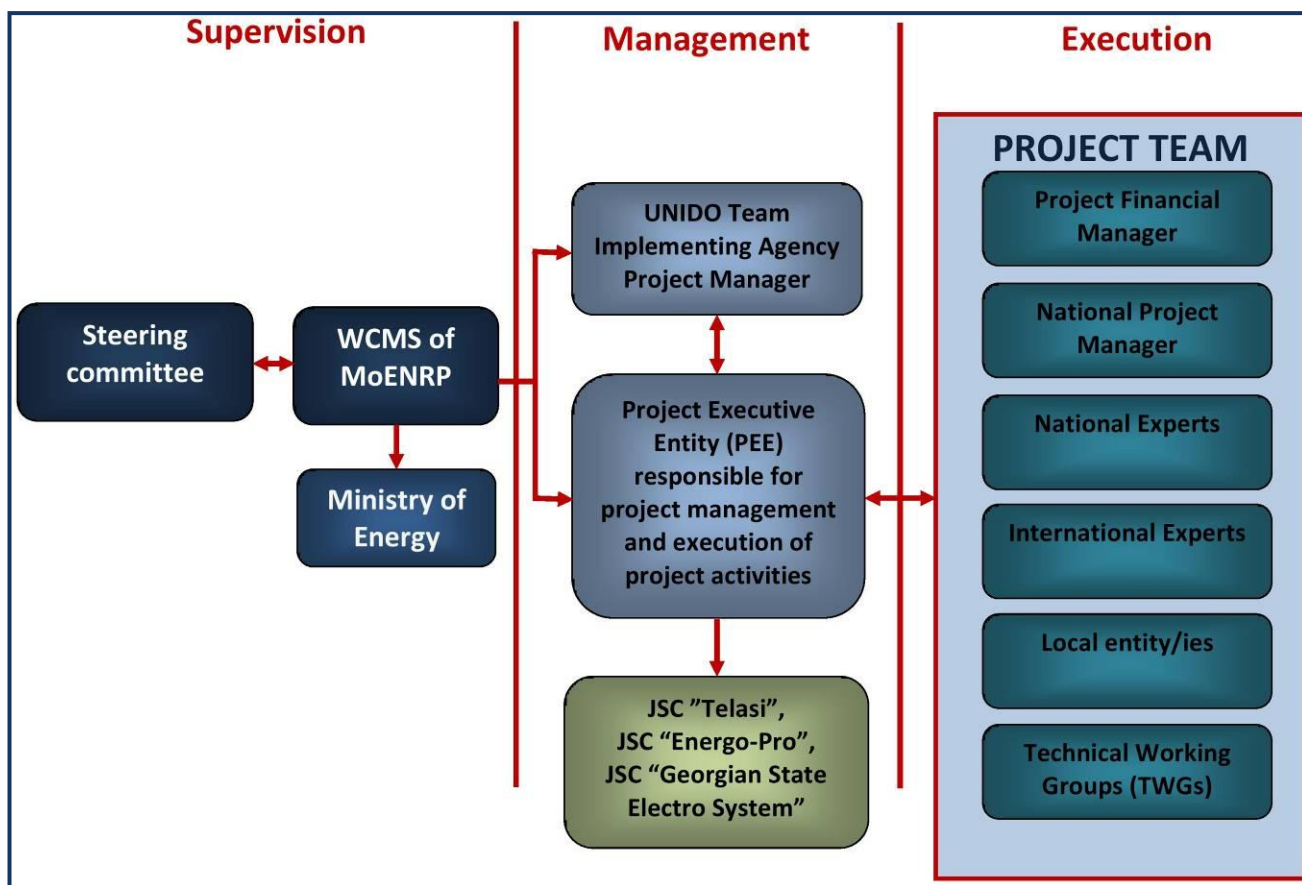 Supervision
Management
Execution
Steering
committee
WCMS of
MoENRP
Ministry of
Energy
UNIDO Team
Implementing Agency
Project Manager
Project Executive
Entity (PEE)
responsible for
project management
and execution of
project activities
JSC ”Telasi”,
JSC “Energo-Pro”,
JSC “Georgian State
Electro System”
PROJECT TEAM
Project Financial
Manager
National Project
Manager
National Experts
International Experts
Local entity/ies
Technical Working
Groups (TWGs)